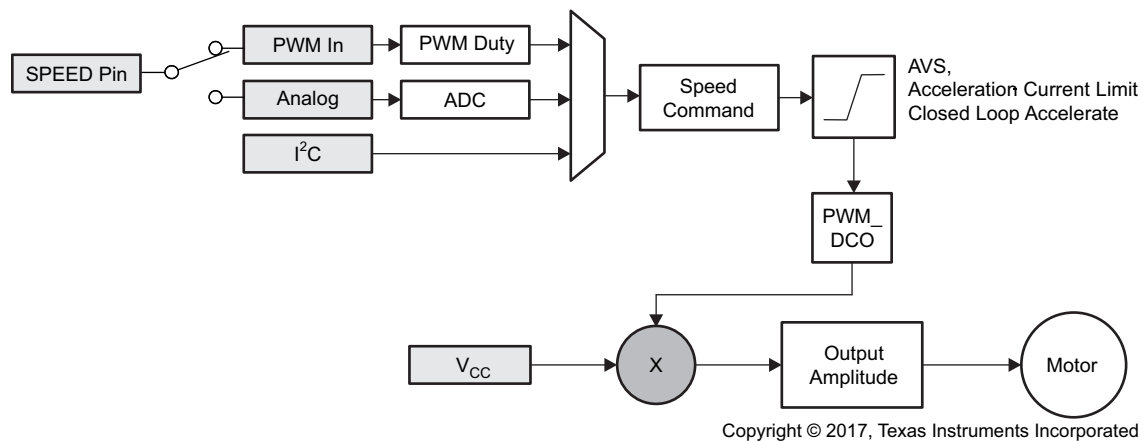 SPEED Pin
PWM In
PWM Duty
Analog
ADC
I²C
Speed
Command
AVS,
Acceleration Current Limit
Closed Loop Accelerate
PWM_
DCO
VCC
X
Output
Amplitude
Motor
Copyright © 2017, Texas Instruments Incorporated